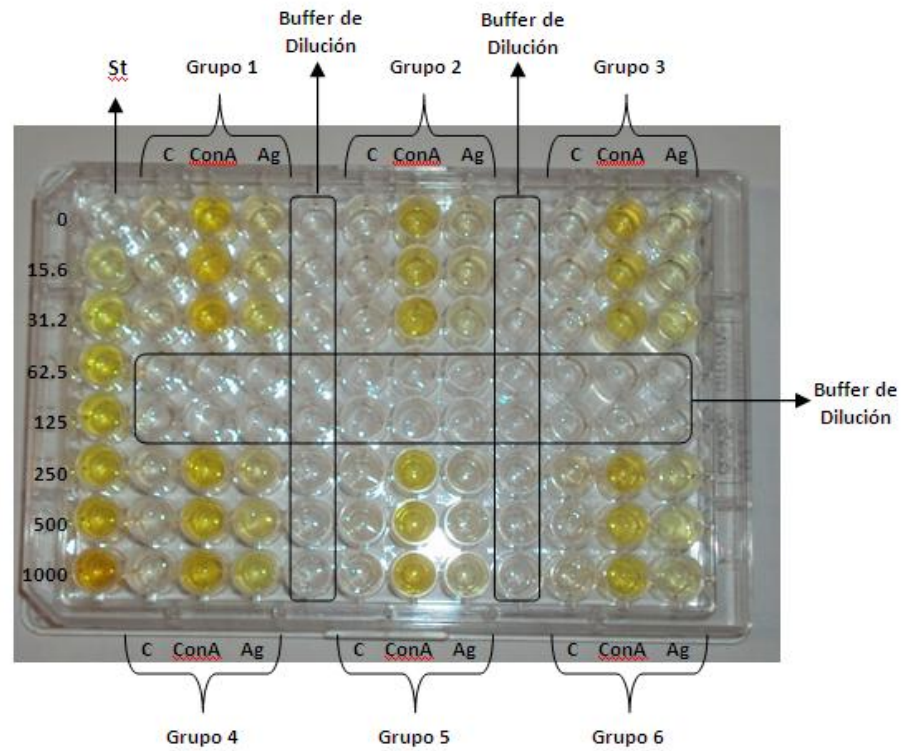 Buffer de
Dilución
Buffer de
Dilución
St
Grupo 1
Grupo 2
Grupo 3
C ConA Ag
C ConA Ag
C ConA Ag
0
15.6
31.2
62.5
125
250
500
1000
Buffer de
Dilución
C ConA Ag
C ConA Ag
C ConA Ag
Grupo 4
Grupo 5
Grupo 6